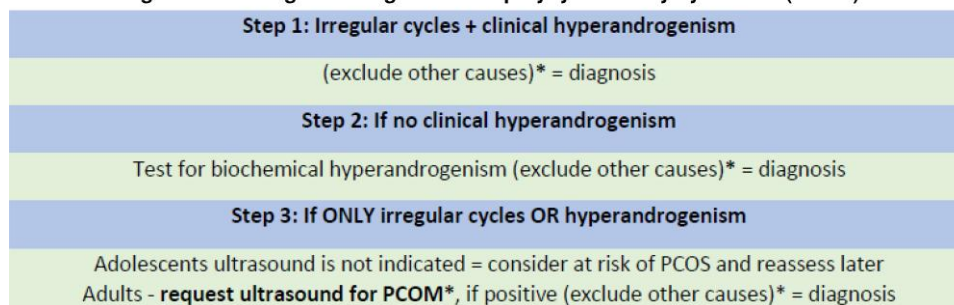 Step 1: Irregular cycles + clinical hyperandrogenism
(exclude other causes)* = diagnosis
Step 2: If no clinical hyperandrogenism
Test for biochemical hyperandrogenism (exclude other causes)* = diagnosis
Step 3: If ONLY irregular cycles OR hyperandrogenism
Adolescents ultrasound is not indicated = consider at risk of PCOS and reassess later
Adults - request ultrasound for PCOM*, if positive (exclude other causes)* = diagnosis